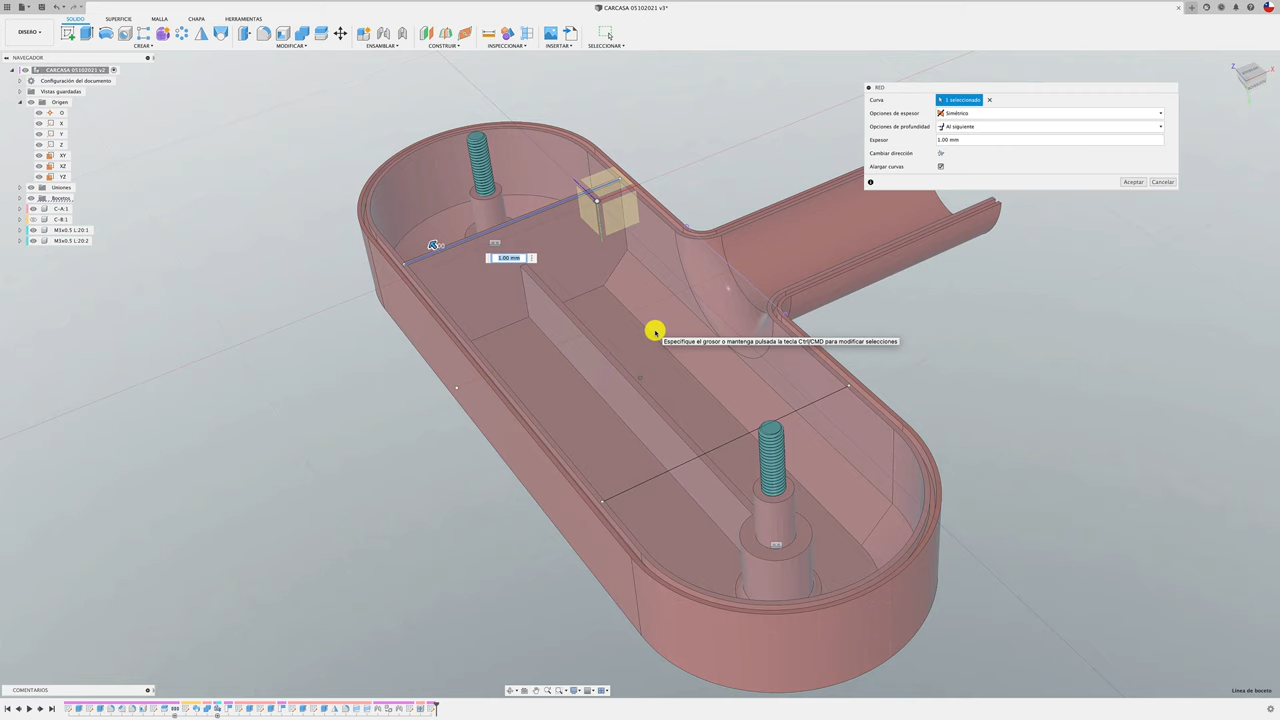 CARCASA 05102021 v3*
SÓLIDO SUPERFICIE MALLA CHAPA HERRAMIENTAS
DISEÑO
CREAR MODIFICAR ENSAMBLAR CONSTRUIR INSPECCIONAR INSERTAR SELECCIONAR
NAVEGADOR
CARCASA 05102021 v2
Configuración del documento
Vistas guardadas
Origen
O
X
Y
Z
XY
XZ
YZ
Uniones
Bocetos
C-A:1
C-B:1
M3x0.5 L:20:1
M3x0.5 L:20:2
RED
Curva 1 seleccionado
Opciones de espesor Simétrico
Opciones de profundidad Al siguiente
Espesor 1.00 mm
Cambiar dirección
Alargar curvas
Aceptar Cancelar
Z
X
1.00 mm
Especifique el grosor o mantenga pulsada la tecla Ctrl/CMD para modificar selecciones
COMENTARIOS
Línea de boceto